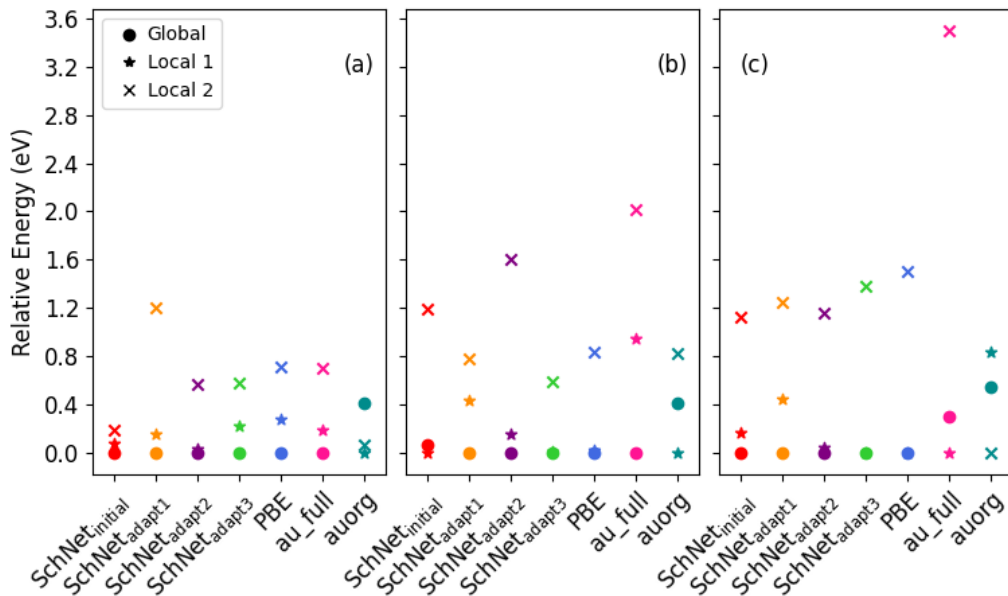 Relative Energy (eV)
3.6
3.2
2.8
2.4
2.0
1.6
1.2
0.8
0.4
0.0
Global
Local 1
Local 2
(a)
(b)
(c)
SchNet_initial
SchNet_adapt1
SchNet_adapt2
SchNet_adapt3
PBE
au_full
auorg
SchNet_initial
SchNet_adapt1
SchNet_adapt2
SchNet_adapt3
PBE
au_full
auorg
SchNet_initial
SchNet_adapt1
SchNet_adapt2
SchNet_adapt3
PBE
au_full
auorg